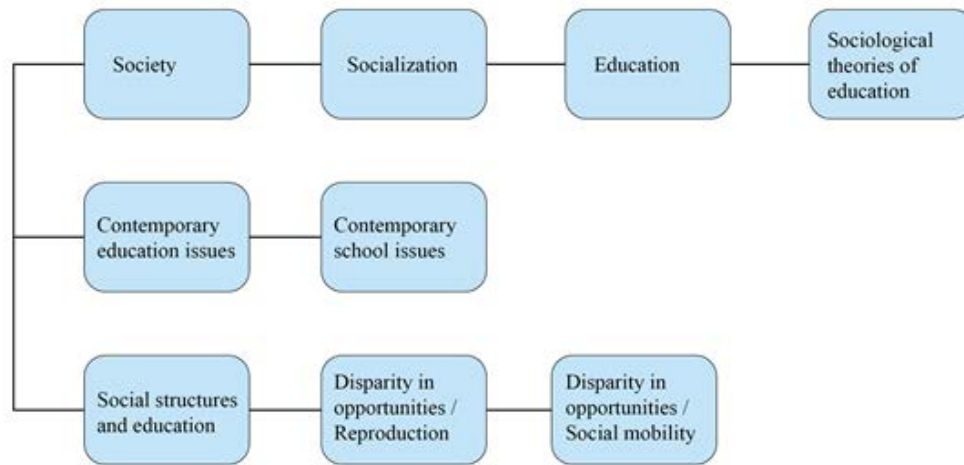 Society
Socialization
Education
Sociological
theories of
education
Contemporary
education issues
Contemporary
school issues
Social structures
and education
Disparity in
opportunities /
Reproduction
Disparity in
opportunities /
Social mobility